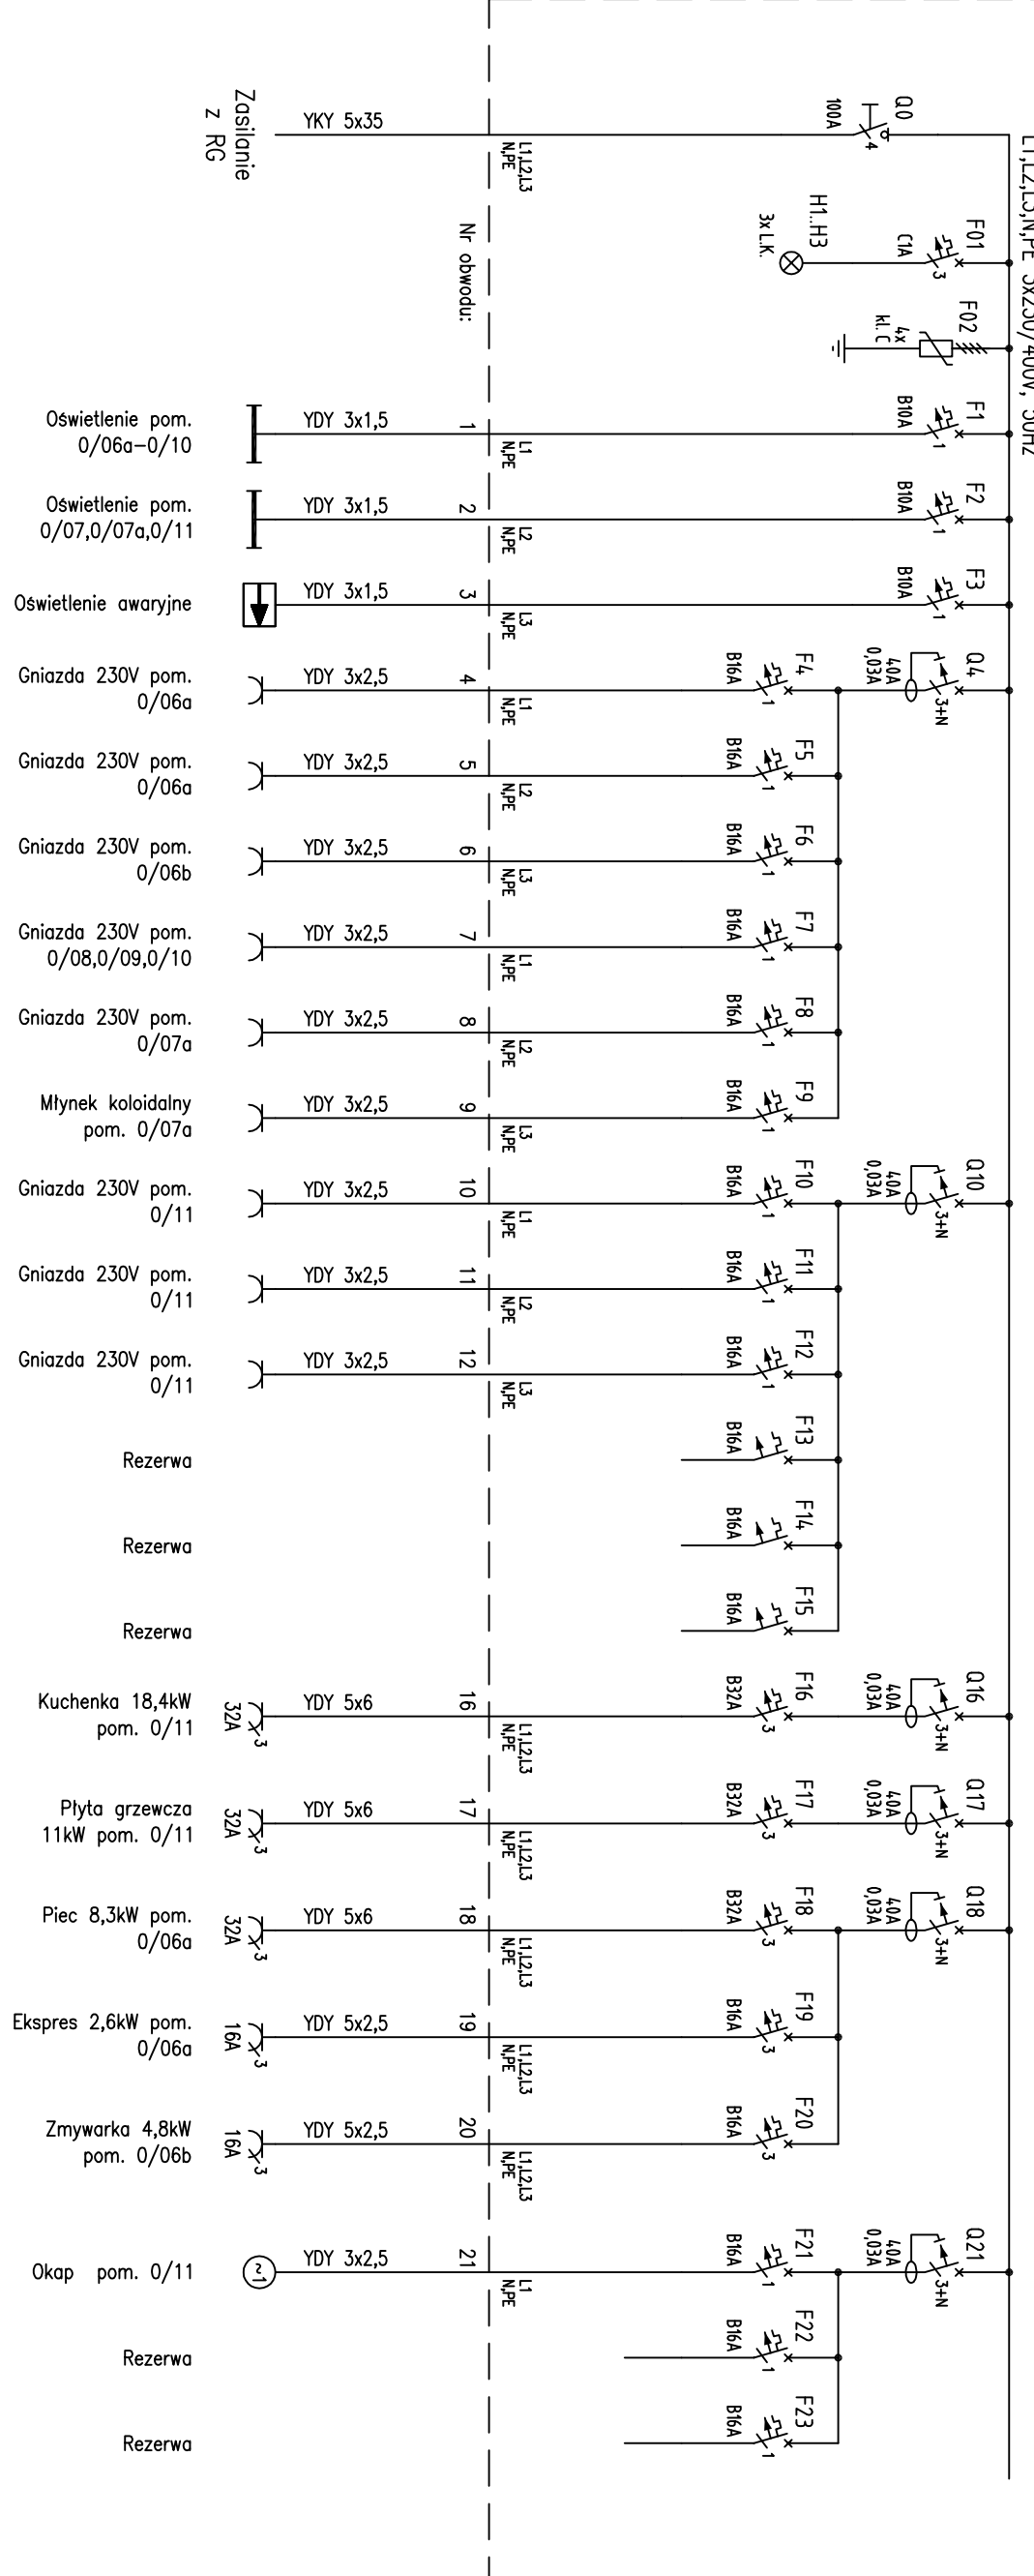 L1,L2,L3,N,PE 3x230/400V, 50Hz
Zasilanie
z RG
YKY 5x35
L1,L2,L3
N,PE
100A
Q0
4
Nr obwodu:
H1..H3
3x L.K.
F01
C1A
3
F02
4x
kl. C
Oświetlenie pom.
0/06a-0/10
YDY 3x1,5
1
L1
N,PE
F1
B10A
1
Oświetlenie pom.
0/07,0/07a,0/11
YDY 3x1,5
2
L2
N,PE
F2
B10A
1
Oświetlenie awaryjne
YDY 3x1,5
3
L3
N,PE
F3
B10A
1
Gniazda 230V pom.
0/06a
YDY 3x2,5
4
L1
N,PE
F4
B16A
1
Q4
40A
0,03A
3+N
Gniazda 230V pom.
0/06a
YDY 3x2,5
5
L2
N,PE
F5
B16A
1
Gniazda 230V pom.
0/06b
YDY 3x2,5
6
L3
N,PE
F6
B16A
1
Gniazda 230V pom.
0/08,0/09,0/10
YDY 3x2,5
7
L1
N,PE
F7
B16A
1
Gniazda 230V pom.
0/07a
YDY 3x2,5
8
L2
N,PE
F8
B16A
1
Młynek koloidalny
pom. 0/07a
YDY 3x2,5
9
L3
N,PE
F9
B16A
1
Gniazda 230V pom.
0/11
YDY 3x2,5
10
L1
N,PE
F10
B16A
1
Q10
40A
0,03A
3+N
Gniazda 230V pom.
0/11
YDY 3x2,5
11
L2
N,PE
F11
B16A
1
Gniazda 230V pom.
0/11
YDY 3x2,5
12
L3
N,PE
F12
B16A
1
Rezerwa
F13
B16A
Rezerwa
F14
B16A
Rezerwa
F15
B16A
Kuchenka 18,4kW
pom. 0/11
32A
3
YDY 5x6
16
L1,L2,L3
N,PE
F16
B32A
3
Q16
40A
0,03A
3+N
Płyta grzewcza
11kW pom. 0/11
32A
3
YDY 5x6
17
L1,L2,L3
N,PE
F17
B32A
3
Q17
40A
0,03A
3+N
Piec 8,3kW pom.
0/06a
32A
3
YDY 5x6
18
L1,L2,L3
N,PE
F18
B32A
3
Q18
40A
0,03A
3+N
Ekspres 2,6kW pom.
0/06a
16A
3
YDY 5x2,5
19
L1,L2,L3
N,PE
F19
B16A
3
Zmywarka 4,8kW
pom. 0/06b
16A
3
YDY 5x2,5
20
L1,L2,L3
N,PE
F20
B16A
3
Okap pom. 0/11
~1
YDY 3x2,5
21
L1
N,PE
F21
B16A
1
Q21
40A
0,03A
3+N
Rezerwa
F22
B16A
1
Rezerwa
F23
B16A
1